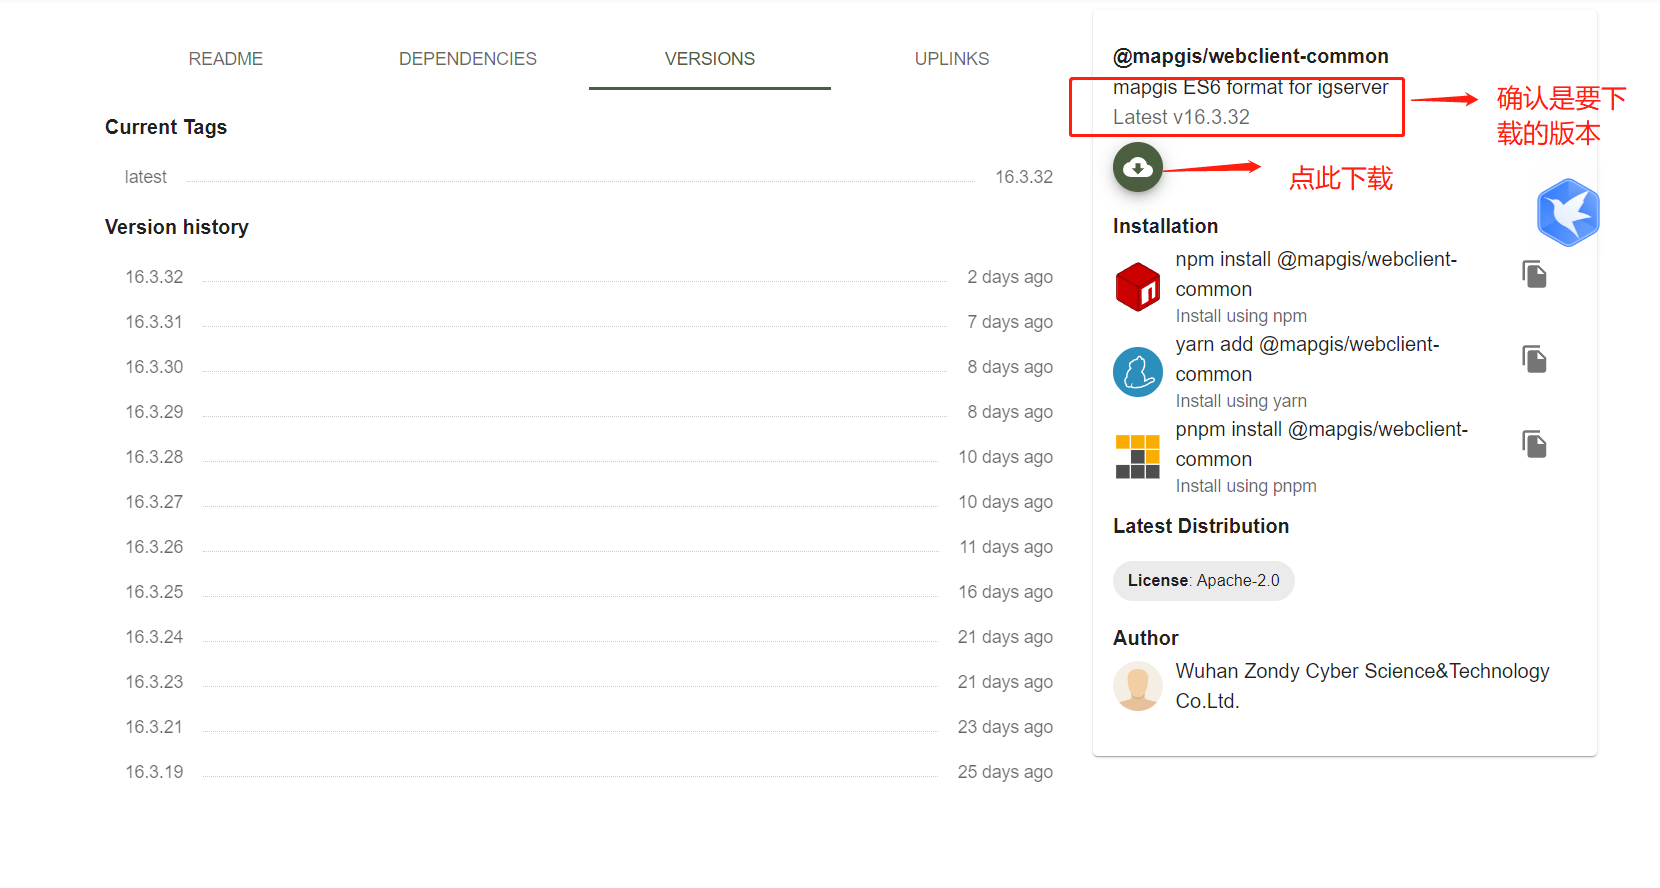 README
DEPENDENCIES
VERSIONS
UPLINKS
Current Tags
latest
16.3.32
Version history
16.3.32
2 days ago
16.3.31
7 days ago
16.3.30
8 days ago
16.3.29
8 days ago
16.3.28
10 days ago
16.3.27
10 days ago
16.3.26
11 days ago
16.3.25
16 days ago
16.3.24
21 days ago
16.3.23
21 days ago
16.3.21
23 days ago
16.3.19
25 days ago
@mapgis/webclient-common
mapgis ES6 format for igserver
Latest v16.3.32
确认是要下
载的版本
点此下载
Installation
npm install @mapgis/webclient-
common
Install using npm
yarn add @mapgis/webclient-
common
Install using yarn
pnpm install @mapgis/webclient-
common
Install using pnpm
Latest Distribution
License: Apache-2.0
Author
Wuhan Zondy Cyber Science&Technology
Co.Ltd.